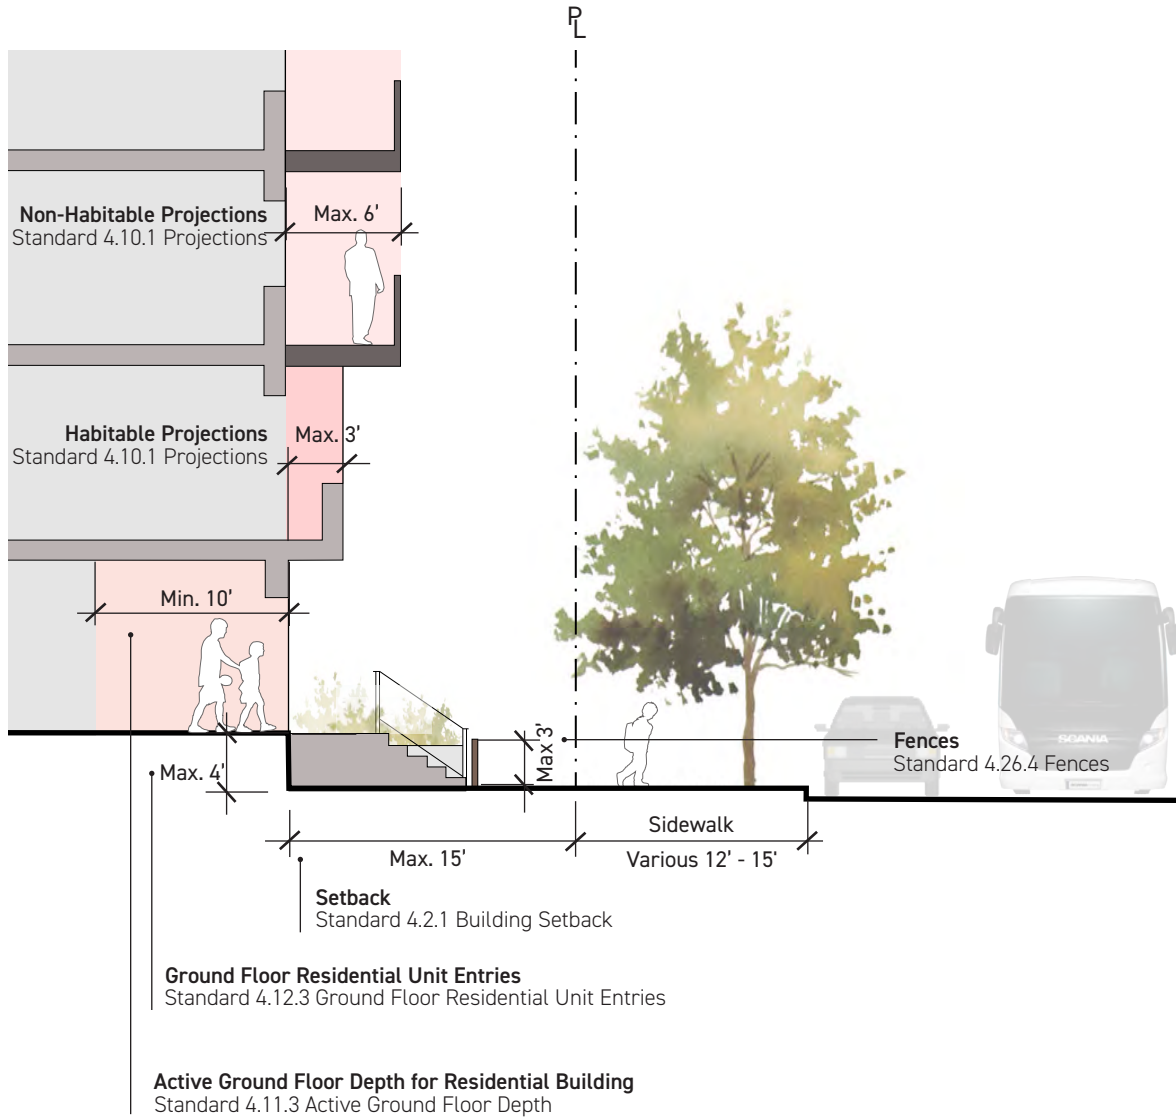 PL
Non-Habitable Projections
Standard 4.10.1 Projections
Max. 6’
Habitable Projections
Standard 4.10.1 Projections
Max. 3’
Min. 10’
Max. 4’
Max 3’
Fences
Standard 4.26.4 Fences
SCANIA
Sidewalk
Max. 15’
Various 12’ - 15’
Setback
Standard 4.2.1 Building Setback
Ground Floor Residential Unit Entries
Standard 4.12.3 Ground Floor Residential Unit Entries
Active Ground Floor Depth for Residential Building
Standard 4.11.3 Active Ground Floor Depth